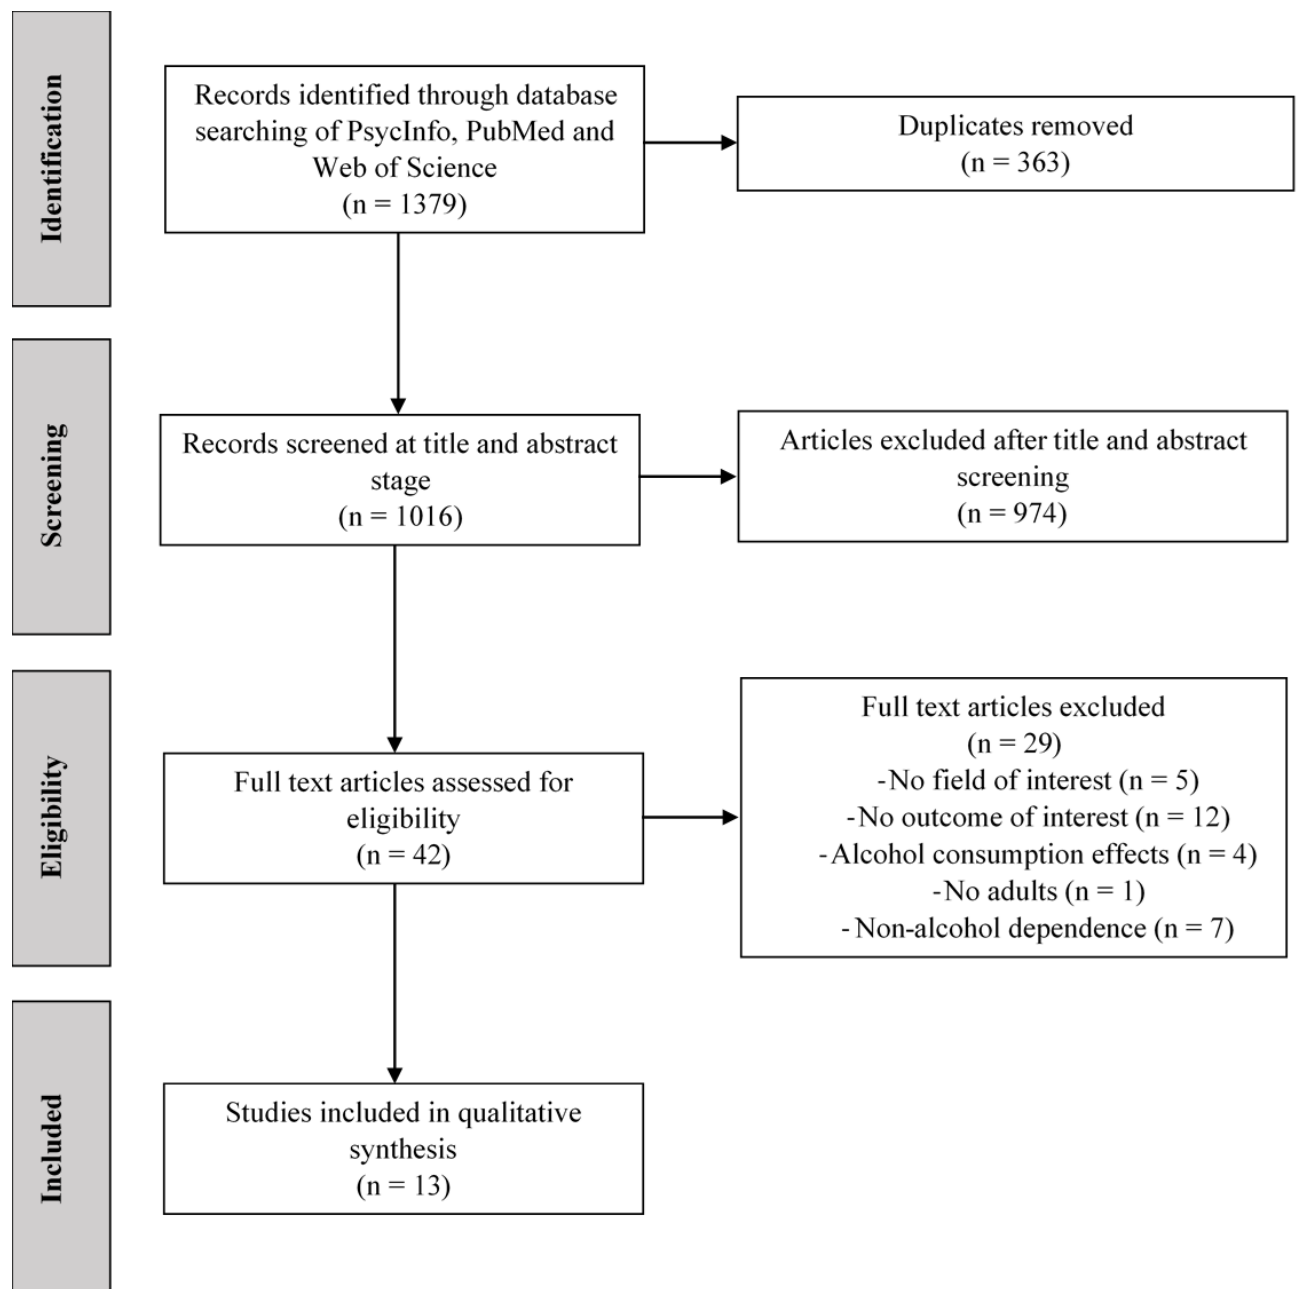 Identification
Records identified through database
searching of PsycInfo, PubMed and
Web of Science
(n = 1379)
Duplicates removed
(n = 363)
Screening
Records screened at title and abstract
stage
(n = 1016)
Articles excluded after title and abstract
screening
(n = 974)
Eligibility
Full text articles assessed for
eligibility
(n = 42)
Full text articles excluded
(n = 29)
-No field of interest (n = 5)
-No outcome of interest (n = 12)
-Alcohol consumption effects (n = 4)
-No adults (n = 1)
-Non-alcohol dependence (n = 7)
Included
Studies included in qualitative
synthesis
(n = 13)